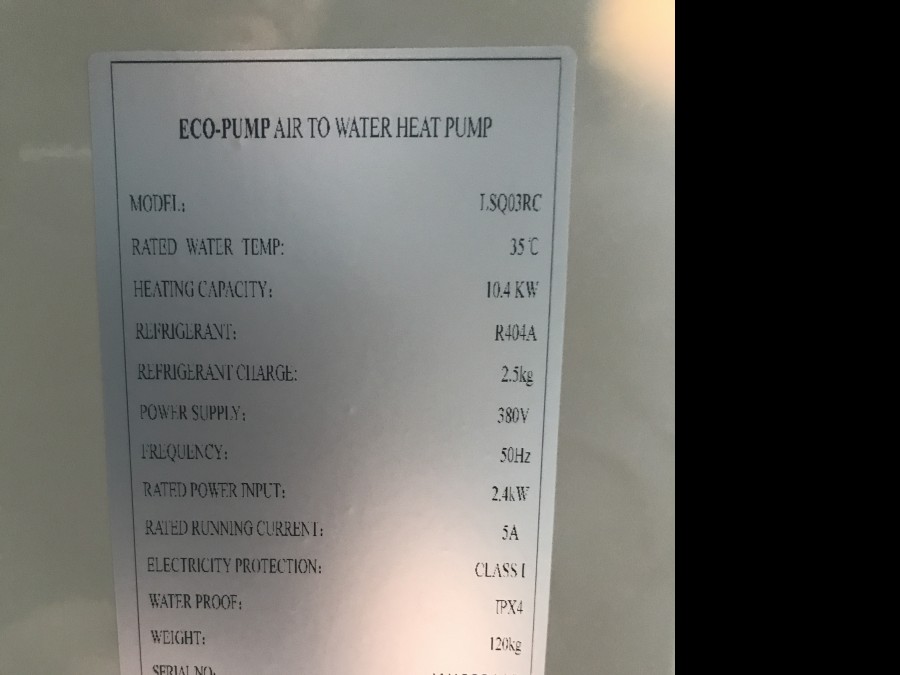 ECO-PUMP AIR TO WATER HEAT PUMP
MODEL: LSQ03RC
RATED WATER TEMP: 35℃
HEATING CAPACITY: 10.4 KW
REFRIGERANT: R404A
REFRIGERANT CHARGE: 2.5kg
POWER SUPPLY: 380V
FREQUENCY: 50Hz
RATED POWER INPUT: 2.4kW
RATED RUNNING CURRENT: 5A
ELECTRICITY PROTECTION: CLASS I
WATER PROOF: IPX4
WEIGHT: 120kg
SERIAL NO: